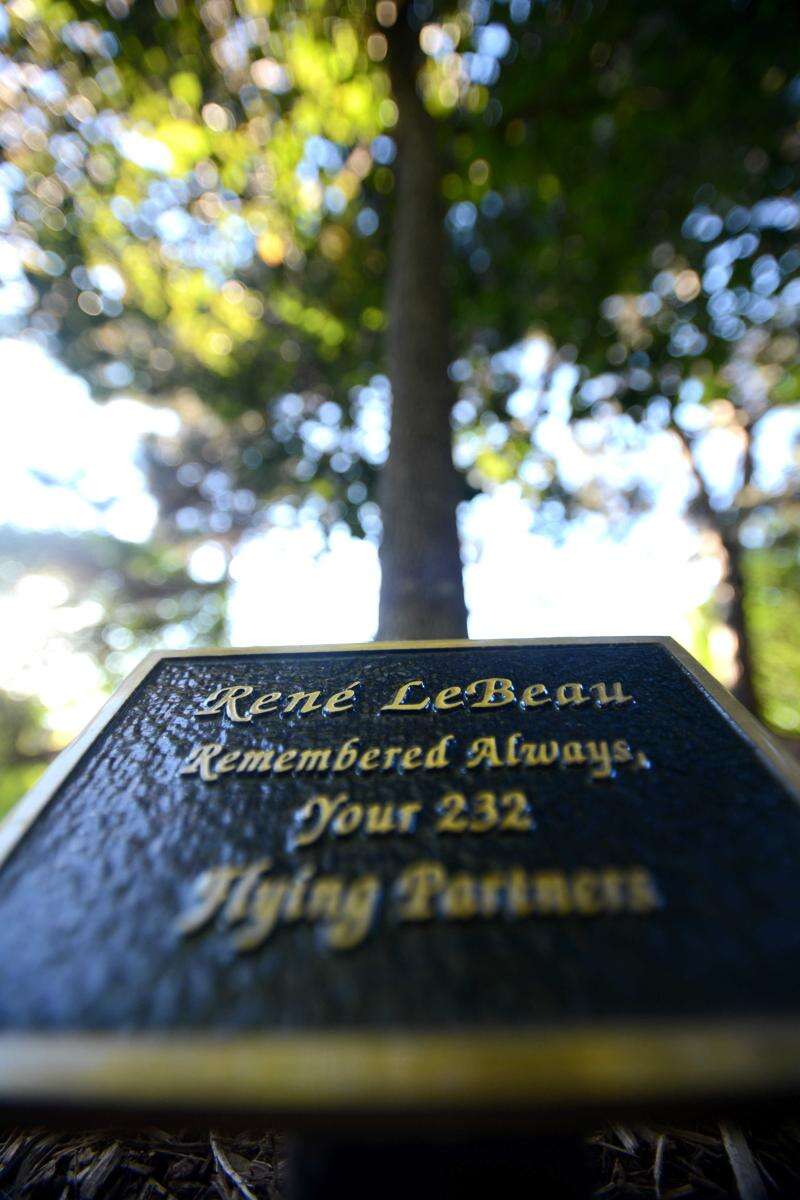 René LeBeau
Remembered Always,
Your 232
Flying Partners